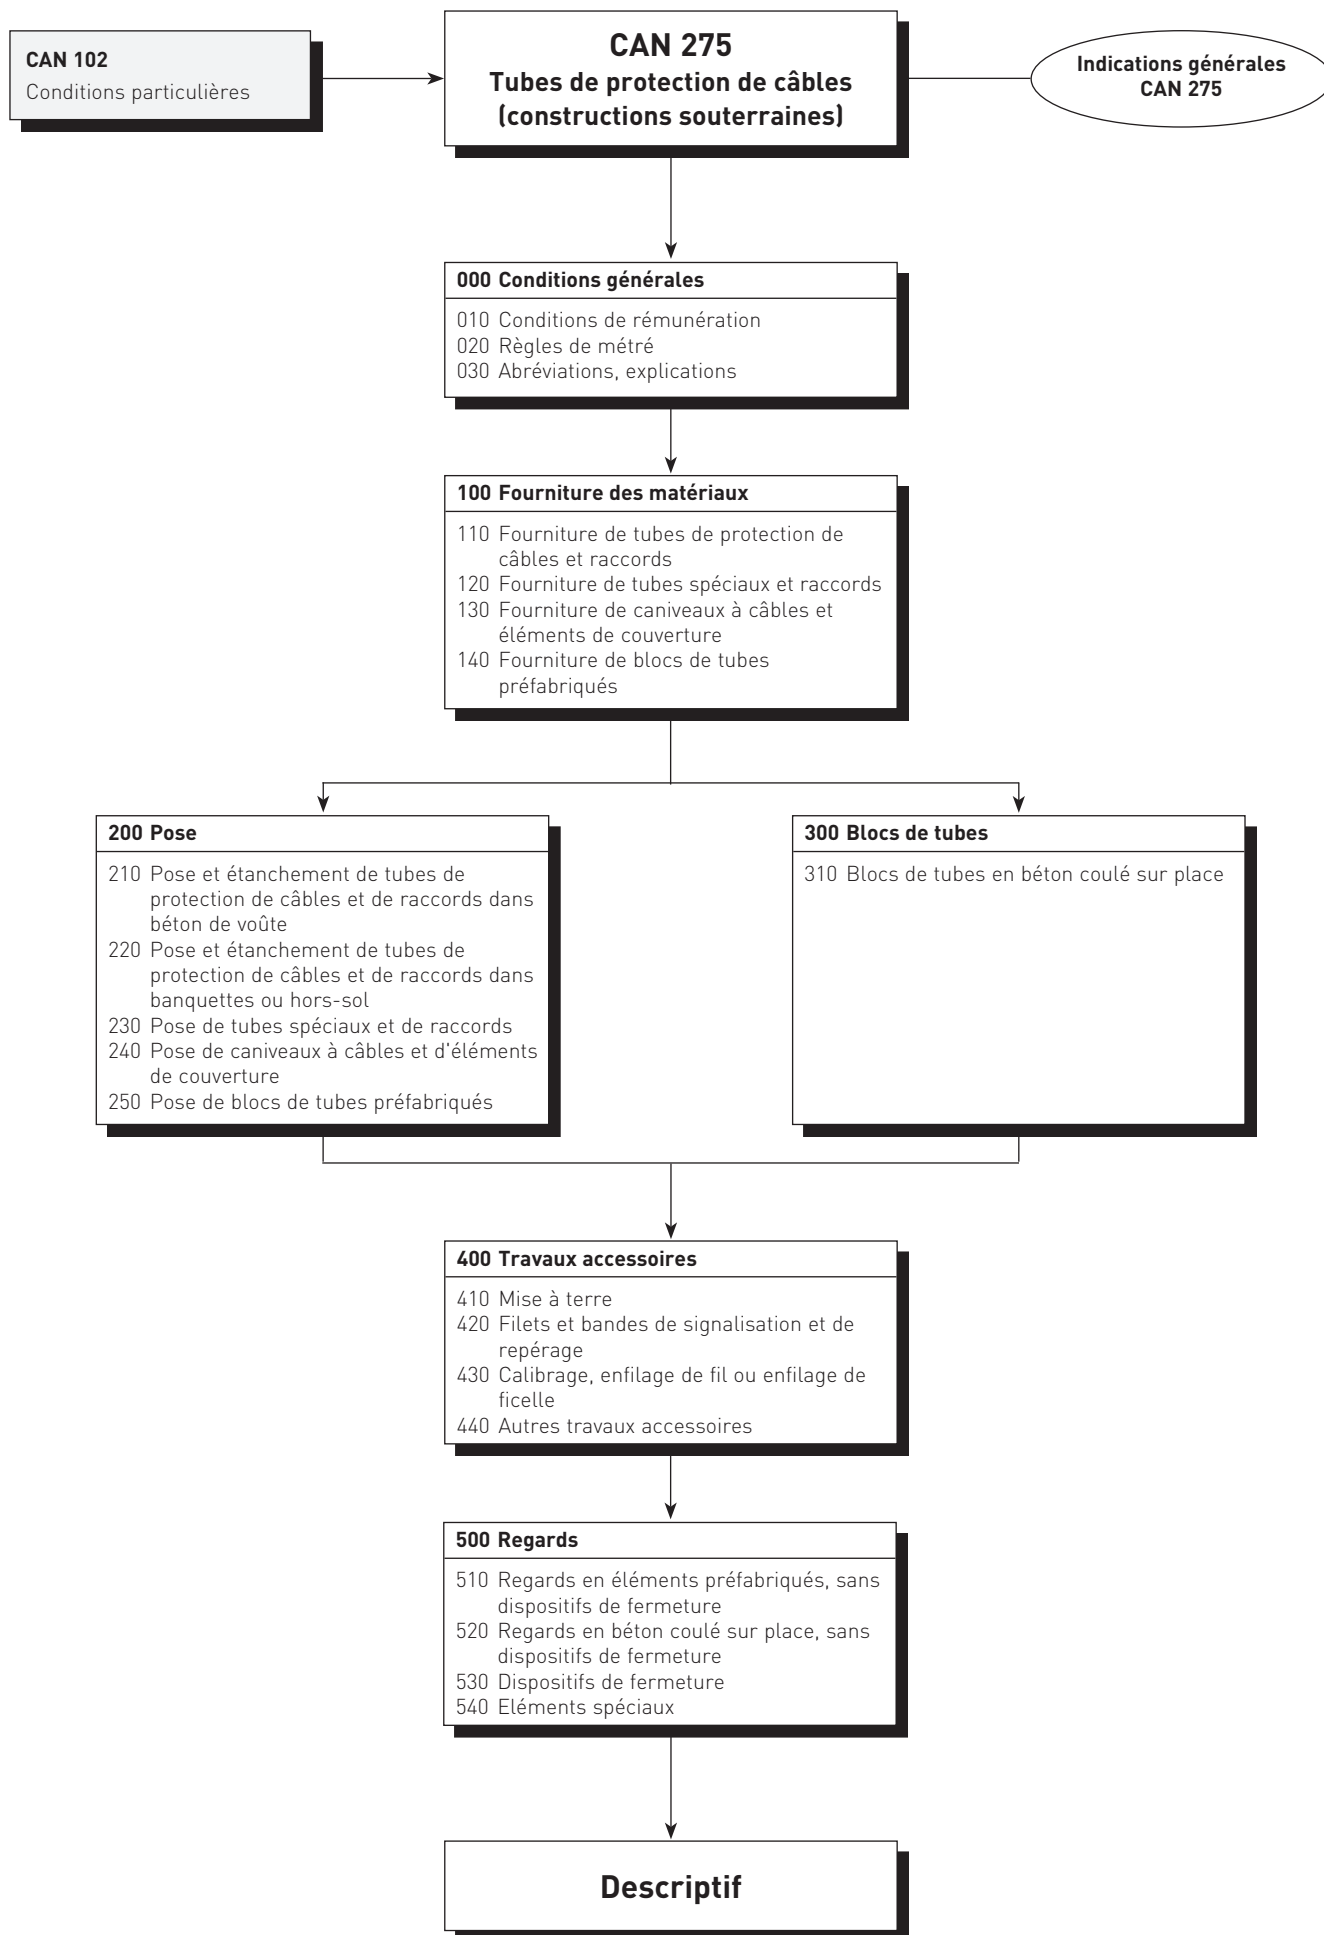 CAN 102
Conditions particulières
CAN 275
Tubes de protection de câbles
(constructions souterraines)
Indications générales
CAN 275
000 Conditions générales
010 Conditions de rémunération
020 Règles de métré
030 Abréviations, explications
100 Fourniture des matériaux
110 Fourniture de tubes de protection de
câbles et raccords
120 Fourniture de tubes spéciaux et raccords
130 Fourniture de caniveaux à câbles et
éléments de couverture
140 Fourniture de blocs de tubes
préfabriqués
200 Pose
210 Pose et étanchement de tubes de
protection de câbles et de raccords dans
béton de voûte
220 Pose et étanchement de tubes de
protection de câbles et de raccords dans
banquettes ou hors-sol
230 Pose de tubes spéciaux et de raccords
240 Pose de caniveaux à câbles et d'éléments
de couverture
250 Pose de blocs de tubes préfabriqués
300 Blocs de tubes
310 Blocs de tubes en béton coulé sur place
400 Travaux accessoires
410 Mise à terre
420 Filets et bandes de signalisation et de
repérage
430 Calibrage, enfilage de fil ou enfilage de
ficelle
440 Autres travaux accessoires
500 Regards
510 Regards en éléments préfabriqués, sans
dispositifs de fermeture
520 Regards en béton coulé sur place, sans
dispositifs de fermeture
530 Dispositifs de fermeture
540 Eléments spéciaux
Descriptif